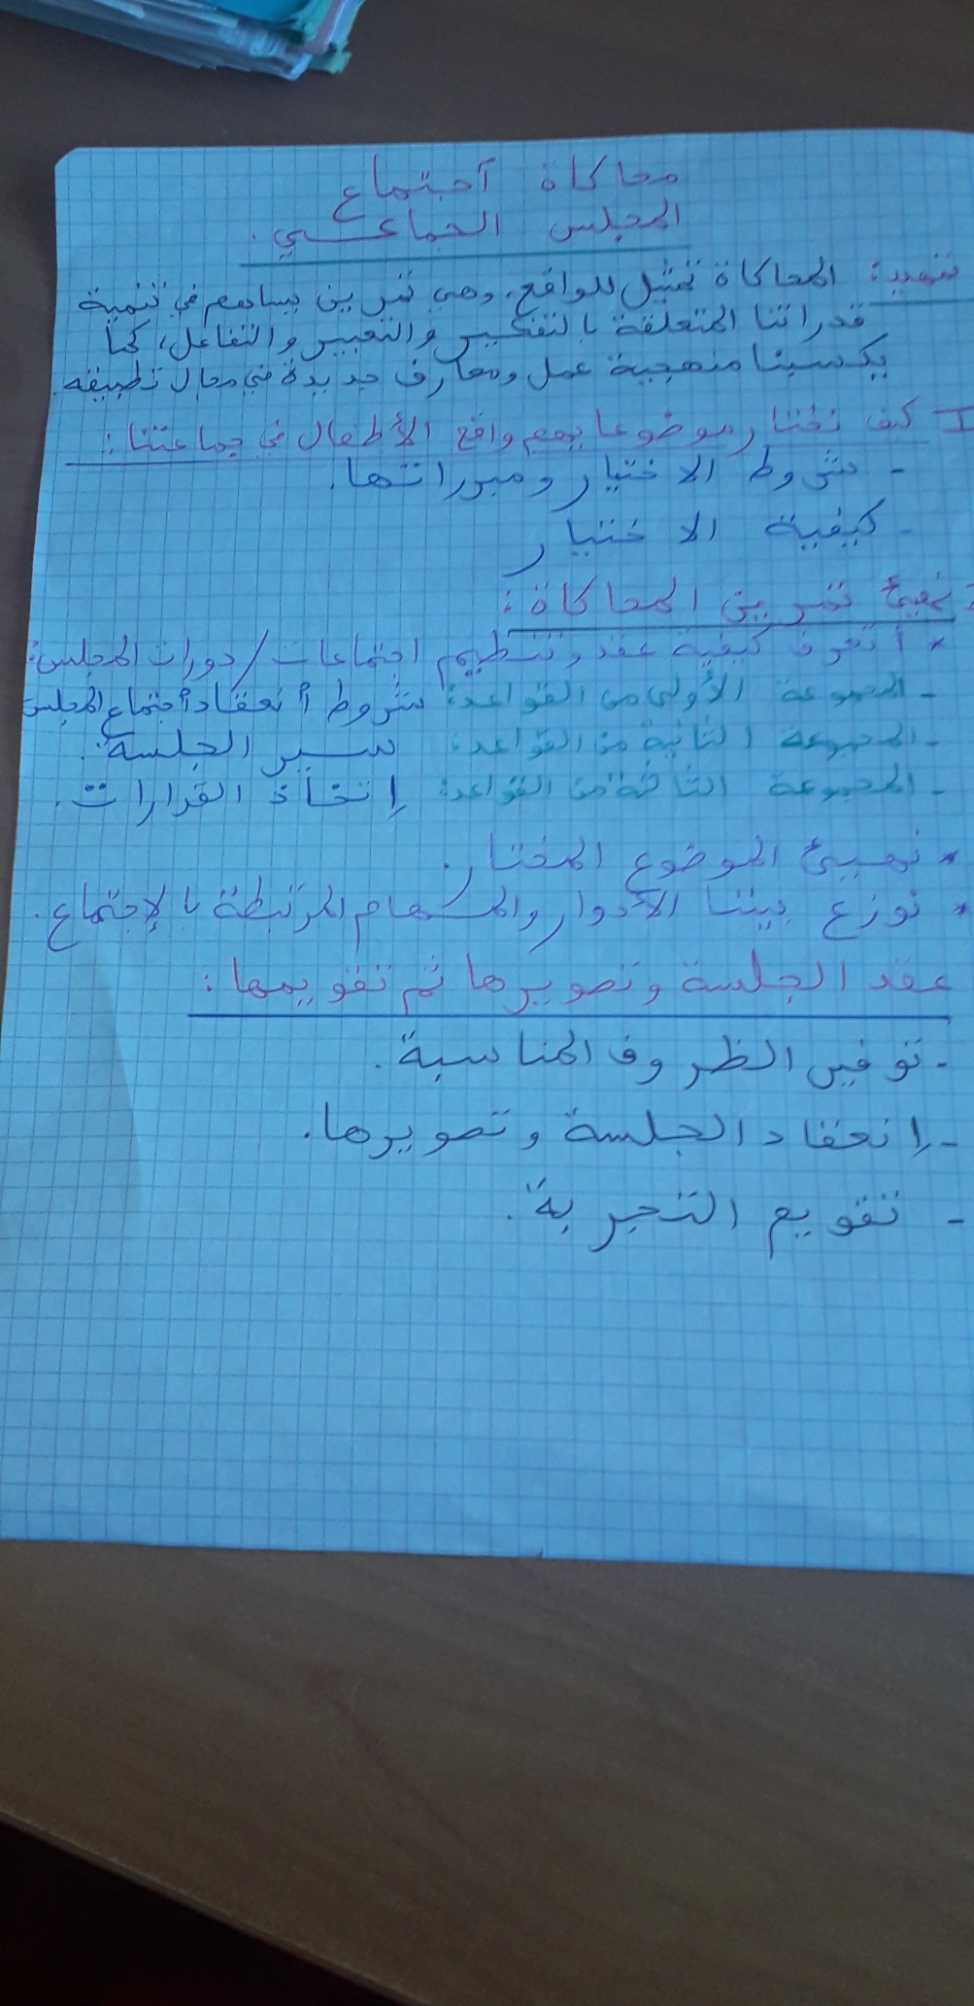 محاكاة آجتماع
المجلس الجماعي.
تمهيد: المحاكاة تمثيل للواقع، وهي تمرين يساهم في تنمية
قدراتنا المتعلقة بالتفكير والتعبير والتفاعل، كما
يكسبنا منهجية عمل ومعارف جديدة في مجال تطبيقه.
I كيف نختار موضوعا يهم واقع الأطفال في جماعتنا:
- شروط الاختيار ومبرراتها.
- كيفية الاختيار
نهيئ تمرين المحاكاة:
* أتعرف كيفية عقد وتنظيم اجتماعات/دورات المجلس:
- المجموعة الأولى من القواعد: شروط أنعقاد أجتماع المجلس
- المجموعة الثانية من القواعد: سير الجلسة.
- المجموعة الثالثة من القواعد: إتخاذ القرارات.
* نهيئ الموضوع المختار.
* نوزع بيننا الأدوار والمهام المرتبطة بالإجتماع.
عقد الجلسة وتصويرها ثم تقويمها:
- توفير الظروف المناسبة.
- إنعقاد الجلسة وتصويرها.
- تقويم التجربة.